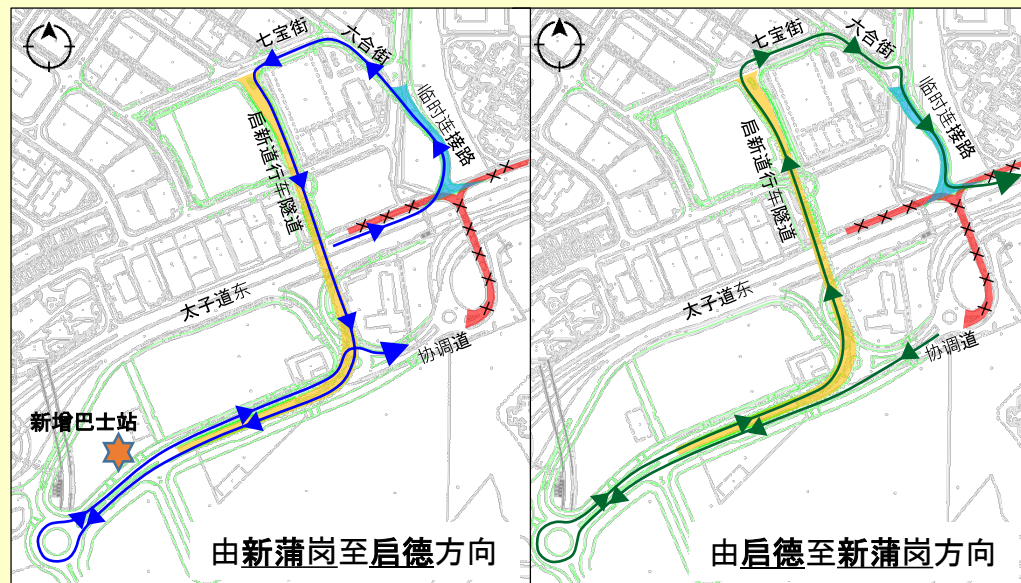 七宝街
六合街
临时连接路
启新道行车隧道
太子道东
协调道
新增巴士站
由新蒲岗至启德方向
七宝街
六合街
临时连接路
启新道行车隧道
太子道东
协调道
由启德至新蒲岗方向